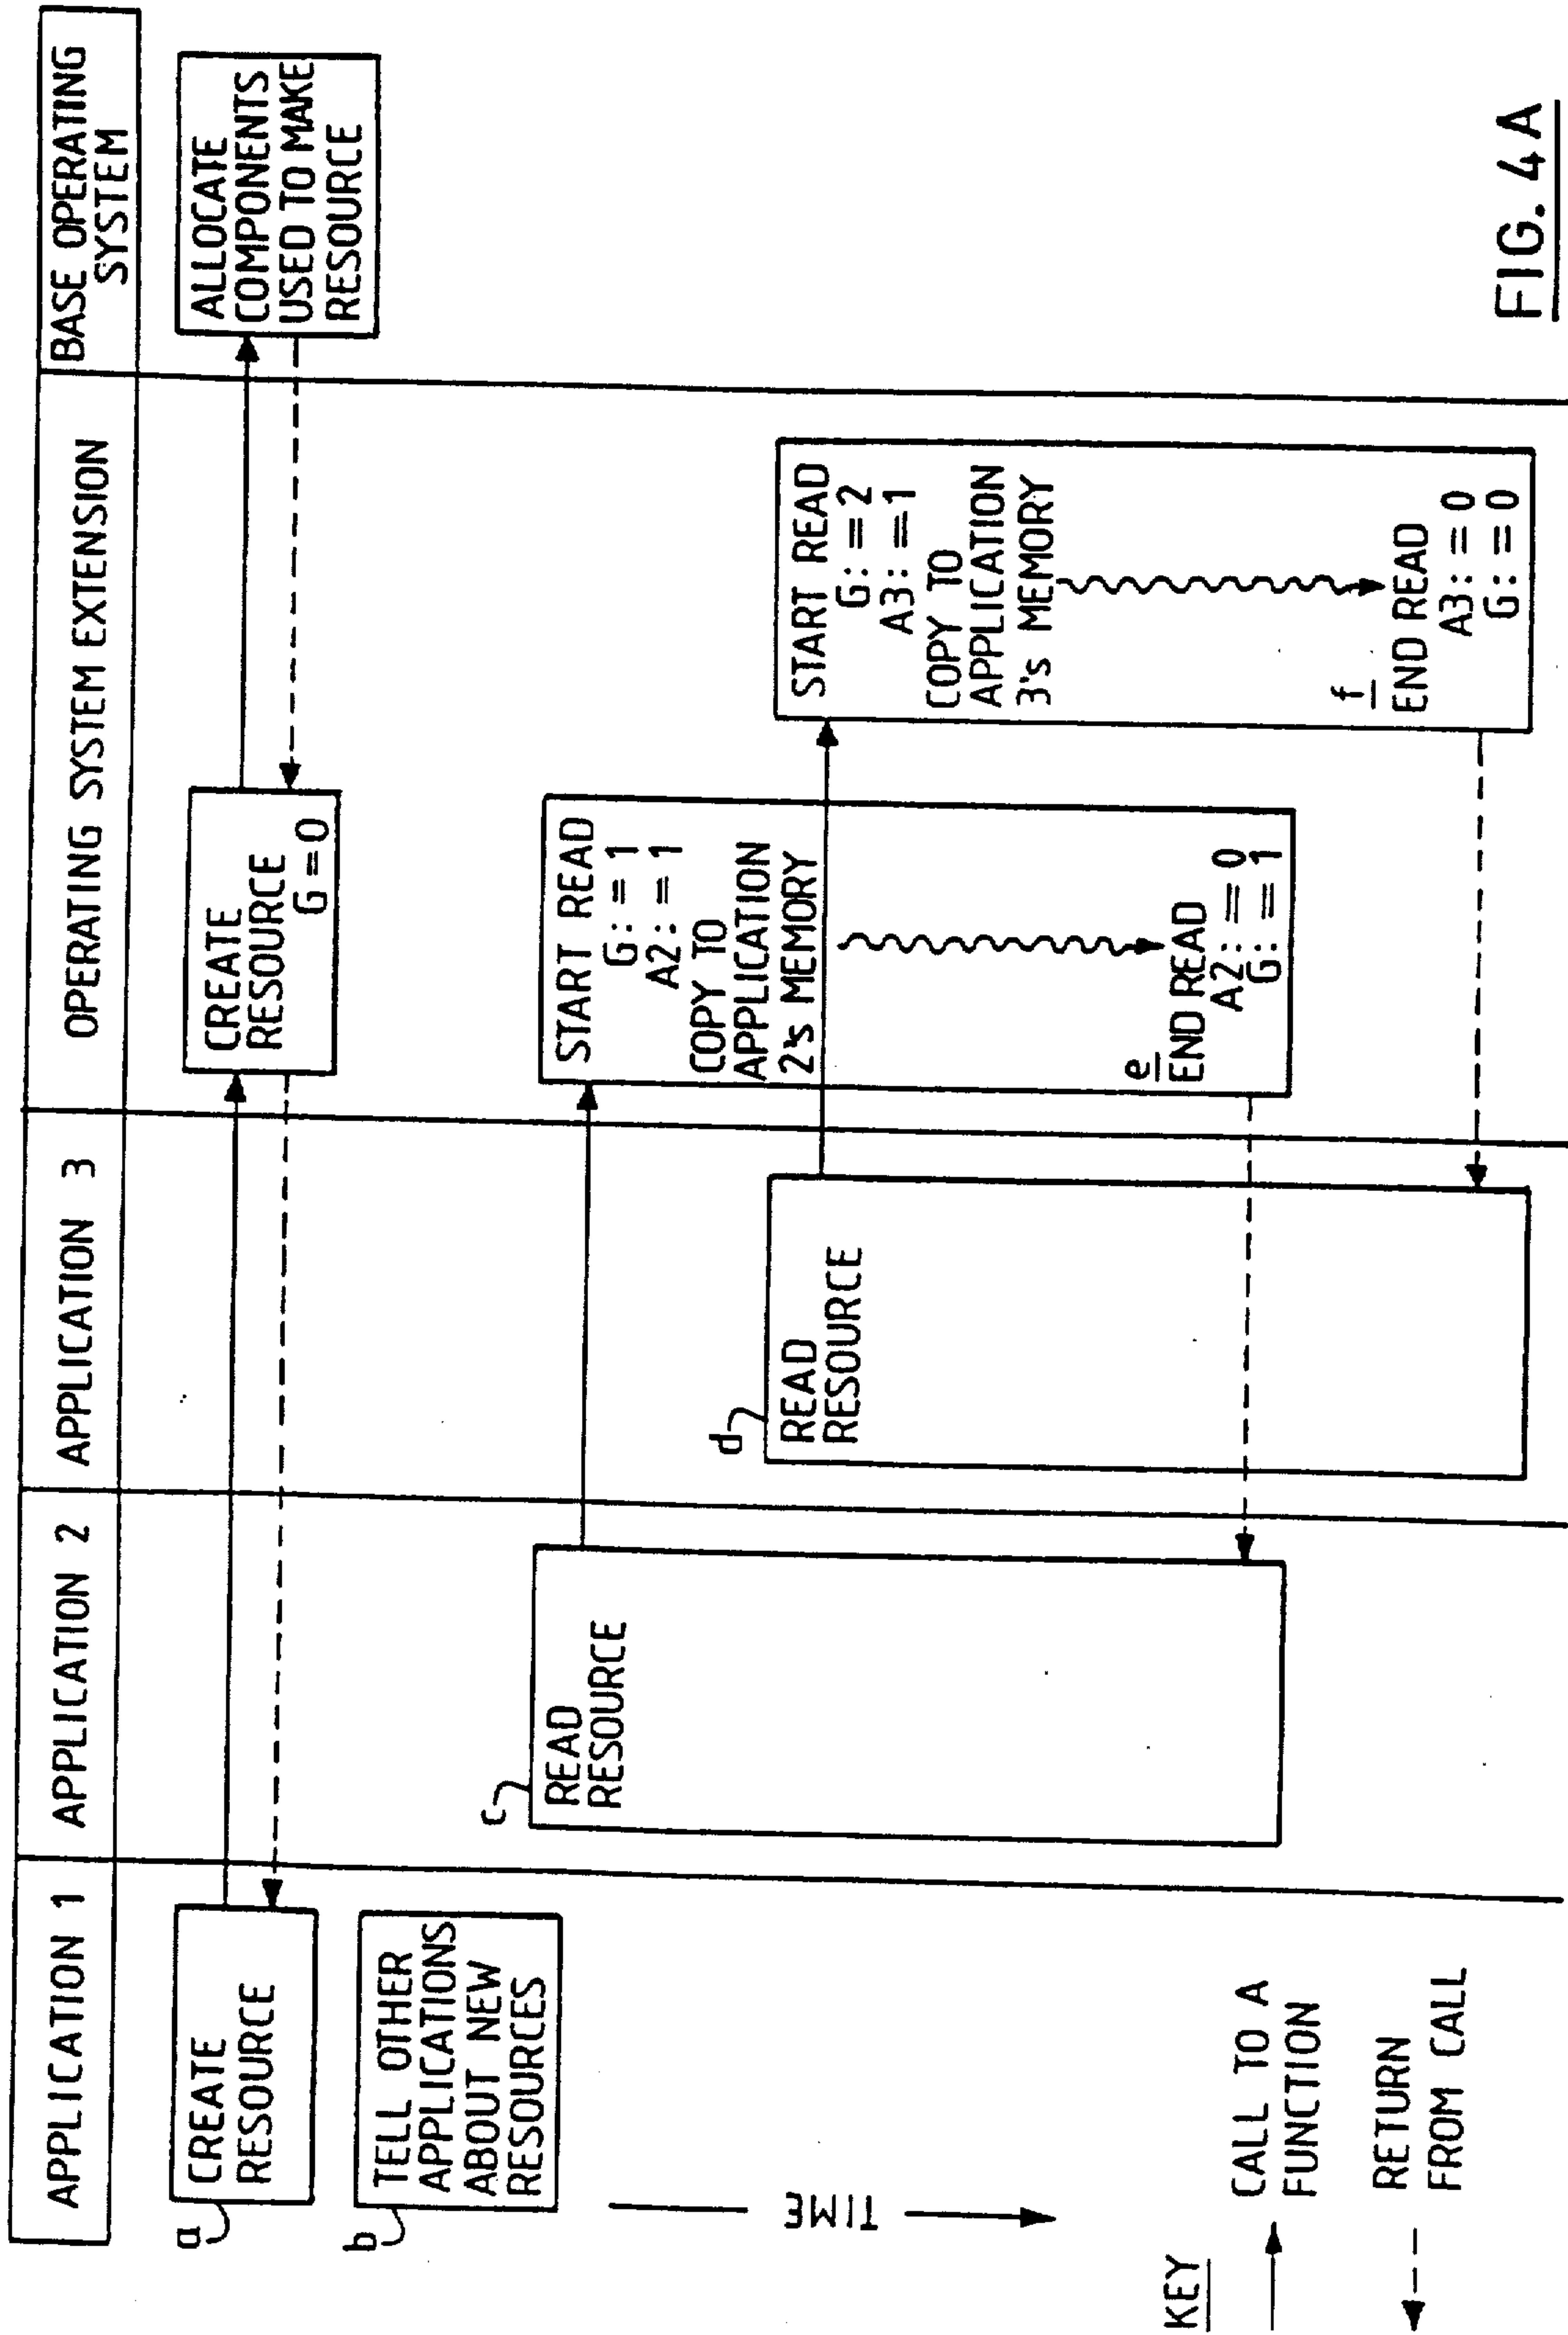 APPLICATION 1
APPLICATION 2
APPLICATION 3
OPERATING SYSTEM EXTENSION
BASE OPERATING
SYSTEM
a
CREATE
RESOURCE
CREATE
RESOURCE
G = 0
ALLOCATE
COMPONENTS
USED TO MAKE
RESOURCE
b
TELL OTHER
APPLICATIONS
ABOUT NEW
RESOURCES
c
READ
RESOURCE
START READ
G: = 1
A2: = 1
COPY TO
APPLICATION
2's MEMORY
e
END READ
A2: = 0
G: = 1
d
READ
RESOURCE
START READ
G: = 2
A3: = 1
COPY TO
APPLICATION
3's MEMORY
f
END READ
A3: = 0
G: = 0
TIME
KEY
CALL TO A
FUNCTION
RETURN
FROM CALL
FIG. 4A